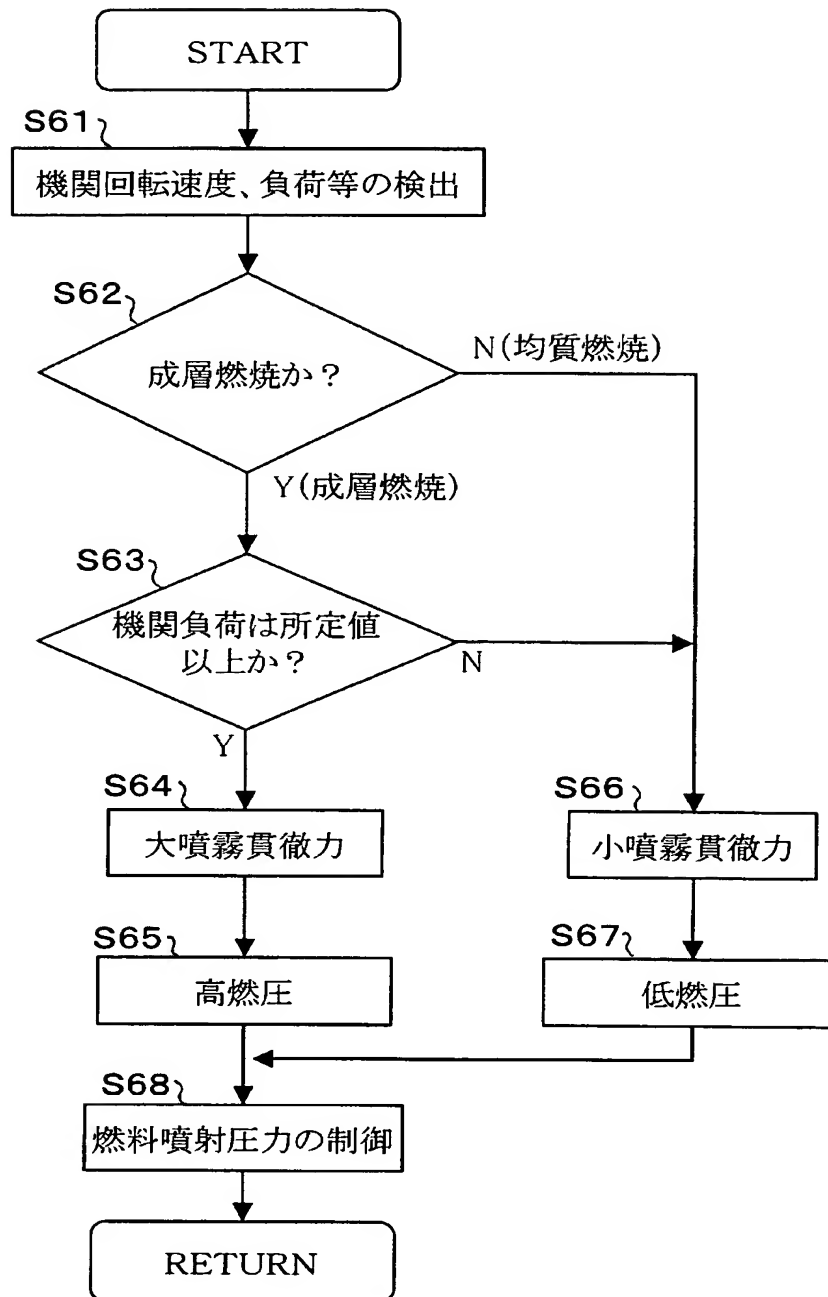 START
S61
機関回転速度、負荷等の検出
S62
成層燃焼か？
N(均質燃焼)
Y(成層燃焼)
S63
機関負荷は所定値
以上か？
N
Y
S64
大噴霧貫徹力
S66
小噴霧貫徹力
S65
高燃圧
S67
低燃圧
S68
燃料噴射圧力の制御
RETURN